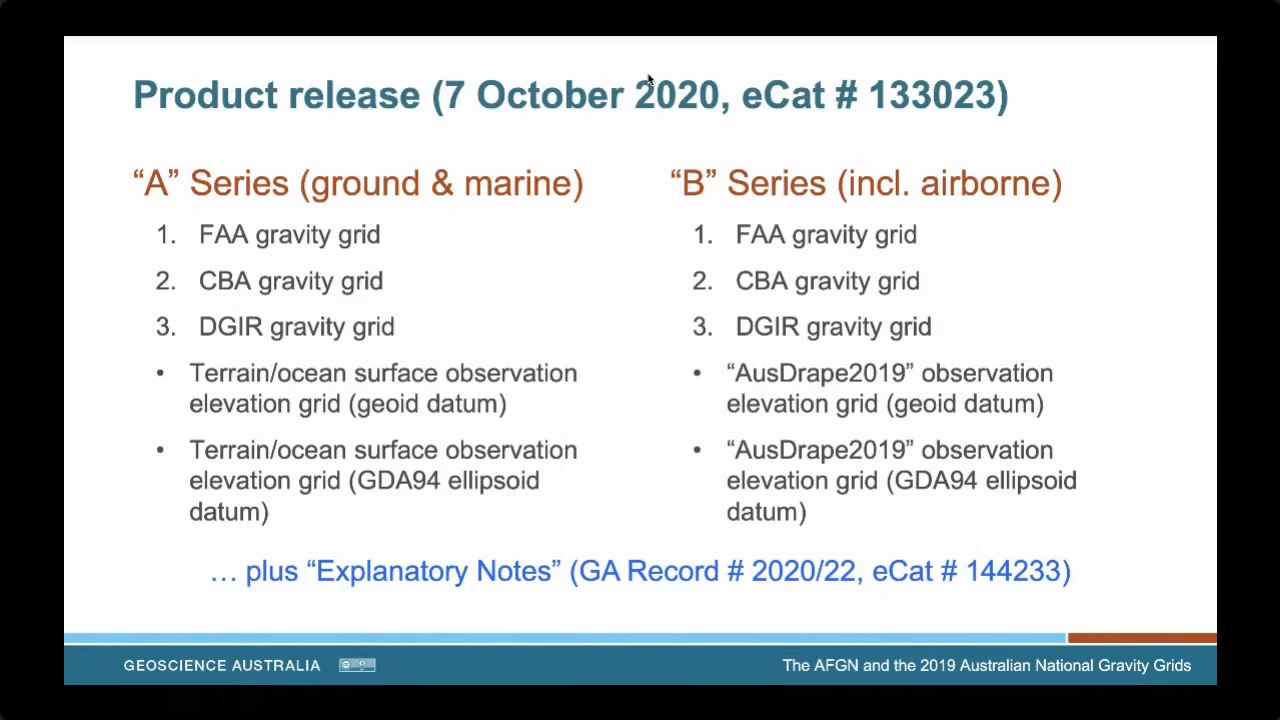 Product release (7 October 2020, eCat # 133023)
“A” Series (ground & marine)
1. FAA gravity grid
2. CBA gravity grid
3. DGIR gravity grid
• Terrain/ocean surface observation
elevation grid (geoid datum)
• Terrain/ocean surface observation
elevation grid (GDA94 ellipsoid
datum)
“B” Series (incl. airborne)
1. FAA gravity grid
2. CBA gravity grid
3. DGIR gravity grid
• “AusDrape2019” observation
elevation grid (geoid datum)
• “AusDrape2019” observation
elevation grid (GDA94 ellipsoid
datum)
… plus “Explanatory Notes” (GA Record # 2020/22, eCat # 144233)
GEOSCIENCE AUSTRALIA
The AFGN and the 2019 Australian National Gravity Grids